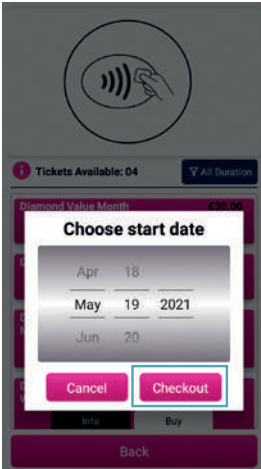 Tickets Available: 04
All Duration
Diamond Value Month £30.00
Choose start date
Apr 18
May 19 2021
Jun 20
Cancel Checkout
Info Buy
Back